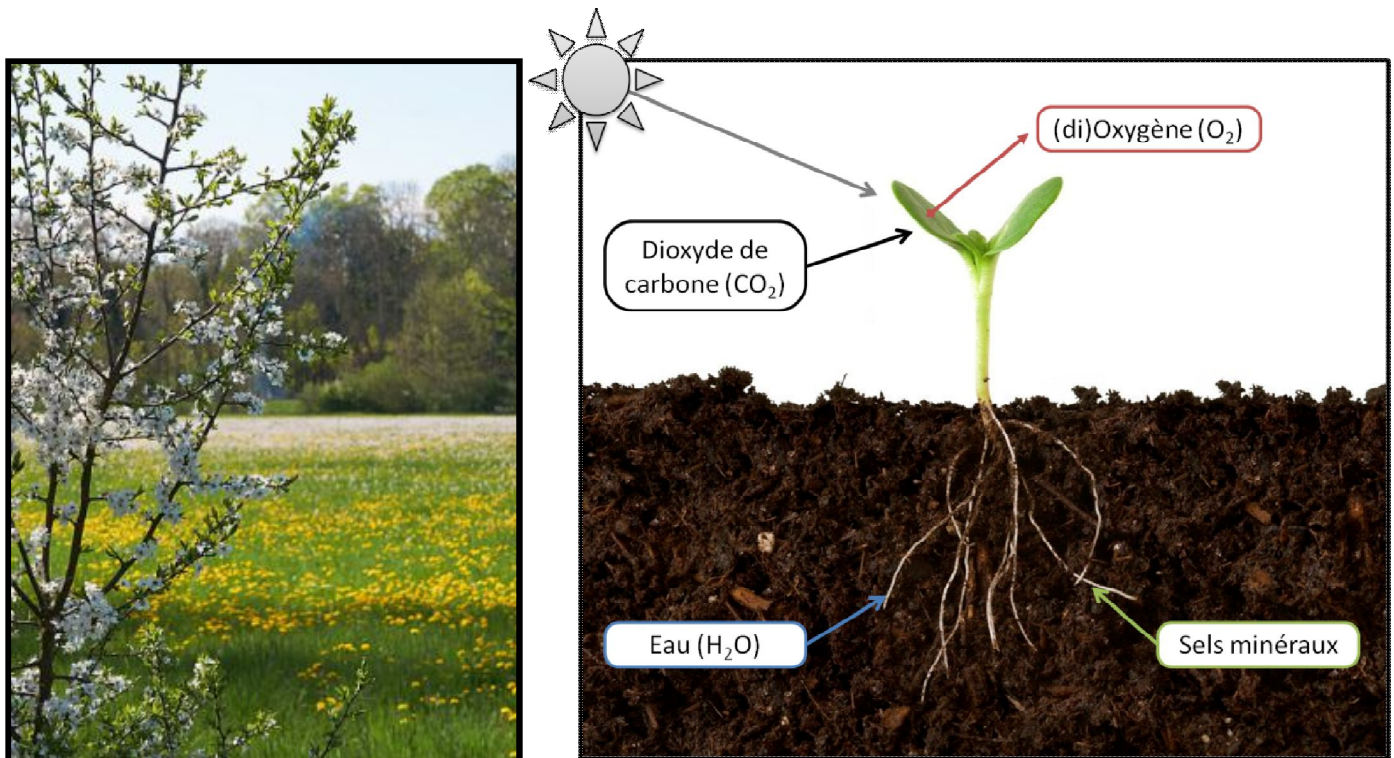 (di)Oxygène (O₂)
Dioxyde de
carbone (CO₂)
Eau (H₂O)
Sels minéraux